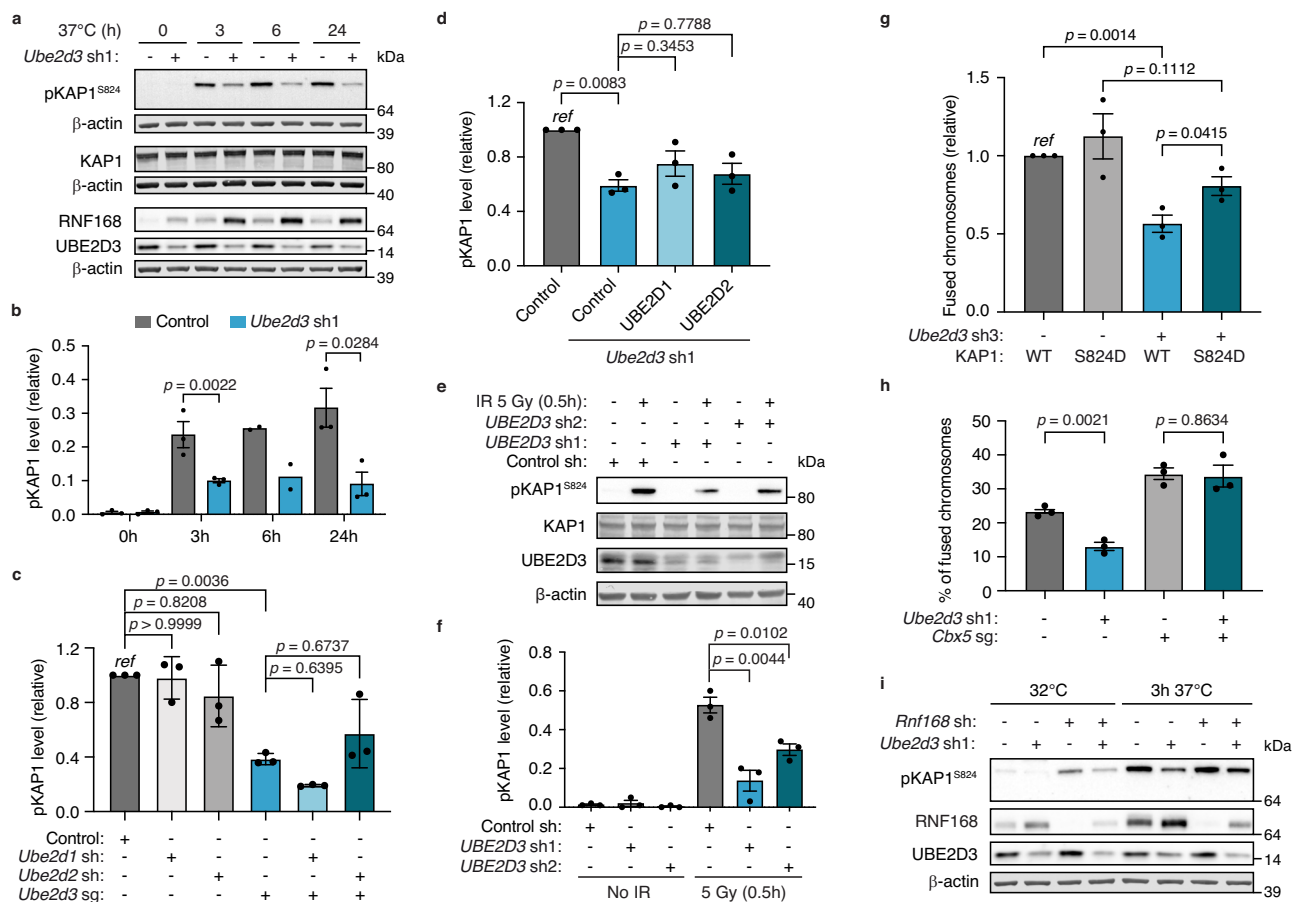 a
37°C (h) 0 3 6 24
Ube2d3 sh1: - + - + - + - + kDa
pKAP1S824
64
β-actin
39
KAP1
80
β-actin
40
RNF168
64
UBE2D3
14
β-actin
39
b
Control Ube2d3 sh1
pKAP1 level (relative)
0.5
0.4
0.3
0.2
0.1
0.0
p = 0.0022
p = 0.0284
0h 3h 6h 24h
c
pKAP1 level (relative)
1.2
0.8
0.4
0.0
p = 0.0036
p = 0.8208
p > 0.9999
ref
p = 0.6737
p = 0.6395
Control: + - - - - -
Ube2d1 sh: - + - - + -
Ube2d2 sh: - - + - - +
Ube2d3 sg: - - - + + +
d
pKAP1 level (relative)
1.2
0.9
0.6
0.3
0.0
p = 0.7788
p = 0.3453
p = 0.0083
ref
Control Control UBE2D1 UBE2D2
Ube2d3 sh1
e
IR 5 Gy (0.5h) - + - + - +
UBE2D3 sh2: - - - - + +
UBE2D3 sh1: - - + + - -
Control sh: + + - - - - kDa
pKAP1S824
80
KAP1
80
UBE2D3
15
β-actin
40
f
pKAP1 level (relative)
0.8
0.6
0.4
0.2
0.0
p = 0.0102
p = 0.0044
Control sh: + - - + - -
UBE2D3 sh1: - + - - + -
UBE2D3 sh2: - - + - - +
No IR 5 Gy (0.5h)
g
Fused chromosomes (relative)
1.5
1.0
0.5
0.0
p = 0.0014
p = 0.1112
p = 0.0415
ref
Ube2d3 sh3: - - + +
KAP1: WT S824D WT S824D
h
% of fused chromosomes
50
40
30
20
10
0
p = 0.0021
p = 0.8634
Ube2d3 sh1: - + - +
Cbx5 sg: - - + +
i
32°C 3h 37°C
Rnf168 sh: - - + + - - + +
Ube2d3 sh1: - + - + - + - + kDa
pKAP1S824
64
RNF168
64
UBE2D3
14
β-actin
39